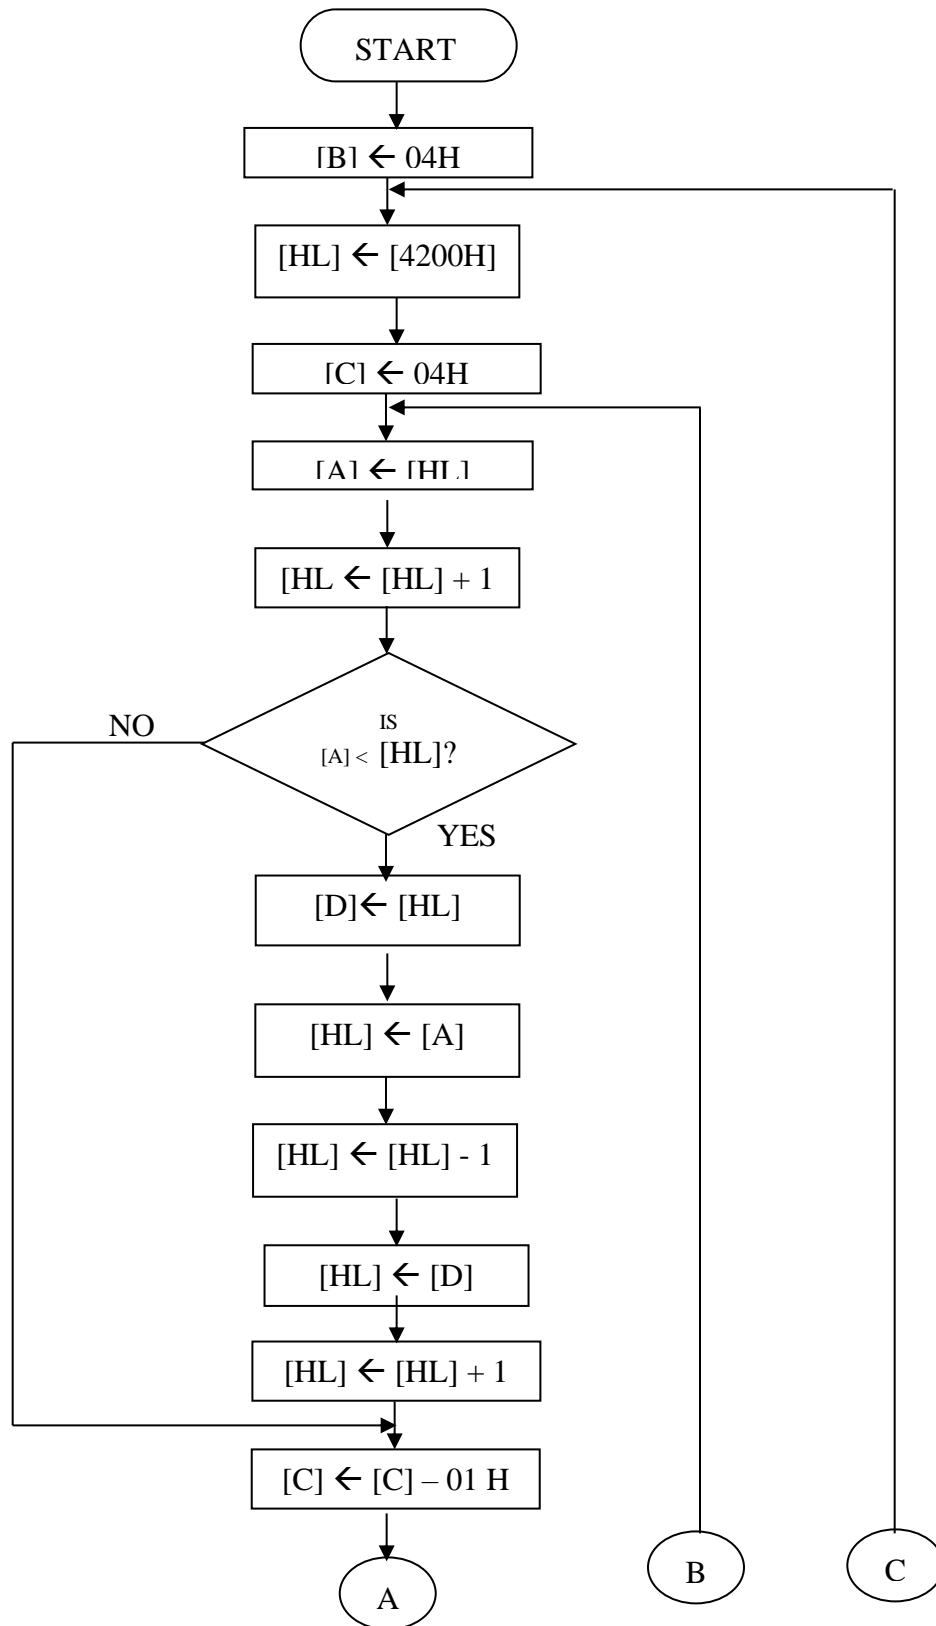 START
[B] ← 04H
[HL] ← [4200H]
[C] ← 04H
[A] ← [HL]
[HL ← [HL] + 1
NO
IS
[A] < [HL]?
YES
[D]← [HL]
[HL] ← [A]
[HL] ← [HL] - 1
[HL] ← [D]
[HL] ← [HL] + 1
[C] ← [C] – 01 H
A
B
C